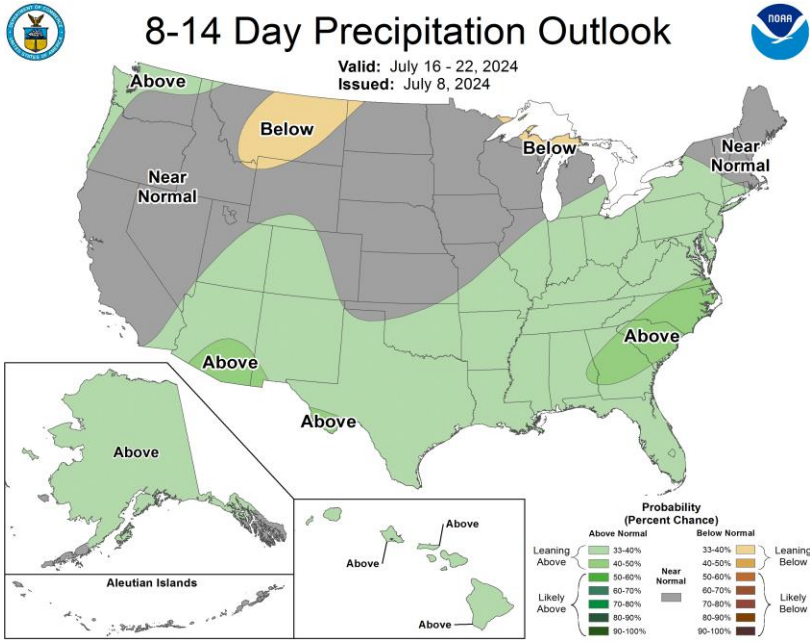 8-14 Day Precipitation Outlook
Valid: July 16 - 22, 2024
Issued: July 8, 2024
NOAA
Above
Below
Below
Near
Normal
Near
Normal
Above
Above
Above
Above
Above
Above
Above
Aleutian Islands
Probability
(Percent Chance)
Above Normal
Below Normal
Leaning
Above
33-40%
40-50%
Likely
Above
50-60%
60-70%
70-80%
80-90%
90-100%
Near
Normal
33-40%
40-50%
Leaning
Below
50-60%
60-70%
70-80%
80-90%
90-100%
Likely
Below